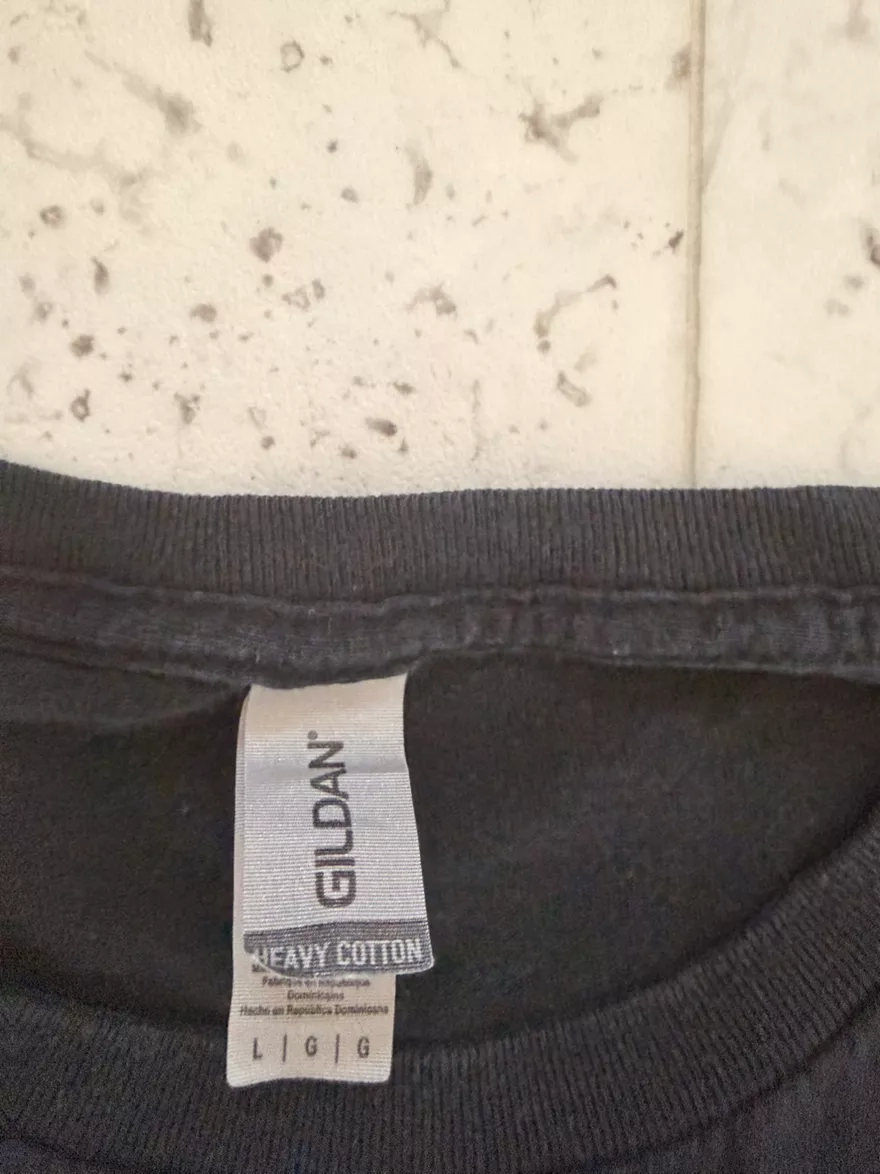 GILDAN®
HEAVY COTTON
Fabriqué en République
Dominicaine
Hecho en República Dominicana
L | G | G